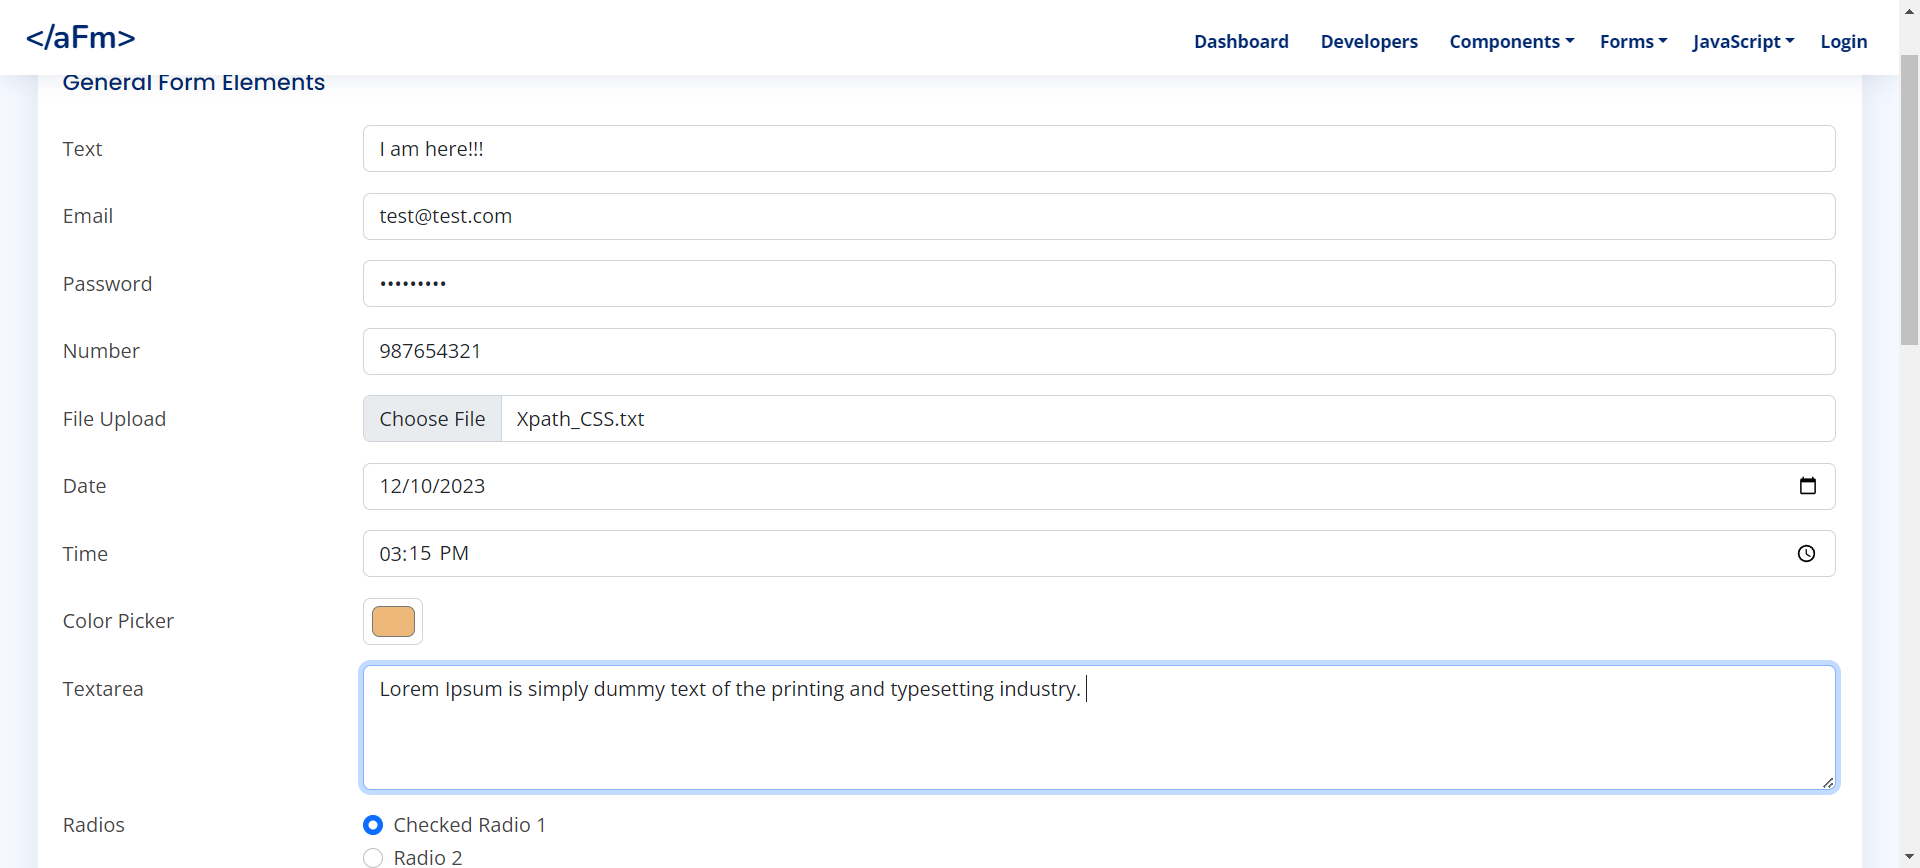 </aFm>
Dashboard Developers Components Forms JavaScript Login
General Form Elements
Text I am here!!!
Email test@test.com
Password •••••••••
Number 987654321
File Upload Choose File Xpath_CSS.txt
Date 12/10/2023
Time 03:15 PM
Color Picker
Textarea Lorem Ipsum is simply dummy text of the printing and typesetting industry.
Radios Checked Radio 1
Radio 2